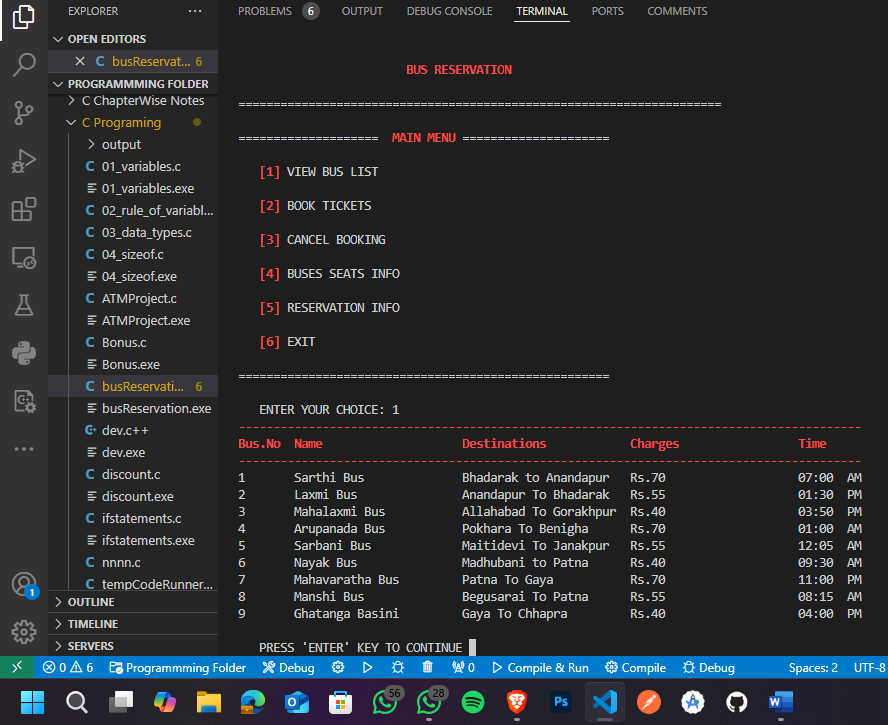 EXPLORER ...
OPEN EDITORS
busReservat... 6
PROGRAMMMING FOLDER
C ChapterWise Notes
C Programing
output
C 01_variables.c
01_variables.exe
C 02_rule_of_variabl...
C 03_data_types.c
C 04_sizeof.c
04_sizeof.exe
C ATMProject.c
ATMProject.exe
C Bonus.c
Bonus.exe
C busReservati... 6
busReservation.exe
dev.c++
dev.exe
C discount.c
discount.exe
C ifstatements.c
ifstatements.exe
C nnnn.c
C tempCodeRunner...
OUTLINE
TIMELINE
SERVERS
1
PROBLEMS 6 OUTPUT DEBUG CONSOLE TERMINAL PORTS COMMENTS
BUS RESERVATION
=====================================================================
==================== MAIN MENU =====================
[1] VIEW BUS LIST
[2] BOOK TICKETS
[3] CANCEL BOOKING
[4] BUSES SEATS INFO
[5] RESERVATION INFO
[6] EXIT
=====================================================
ENTER YOUR CHOICE: 1
-----------------------------------------------------------------------------------------
Bus.No Name Destinations Charges Time
-----------------------------------------------------------------------------------------
1 Sarthi Bus Bhadarak to Anandapur Rs.70 07:00 AM
2 Laxmi Bus Anandapur To Bhadarak Rs.55 01:30 PM
3 Mahalaxmi Bus Allahabad To Gorakhpur Rs.40 03:50 PM
4 Arupanada Bus Pokhara To Benigha Rs.70 01:00 AM
5 Sarbani Bus Maitidevi To Janakpur Rs.55 12:05 AM
6 Nayak Bus Madhubani to Patna Rs.40 09:30 AM
7 Mahavaratha Bus Patna To Gaya Rs.70 11:00 PM
8 Manshi Bus Begusarai To Patna Rs.55 08:15 AM
9 Ghatanga Basini Gaya To Chhapra Rs.40 04:00 PM
PRESS 'ENTER' KEY TO CONTINUE
0 6 Programmming Folder Debug 0 Compile & Run Compile Debug Spaces: 2 UTF-8
56 28 Ps W